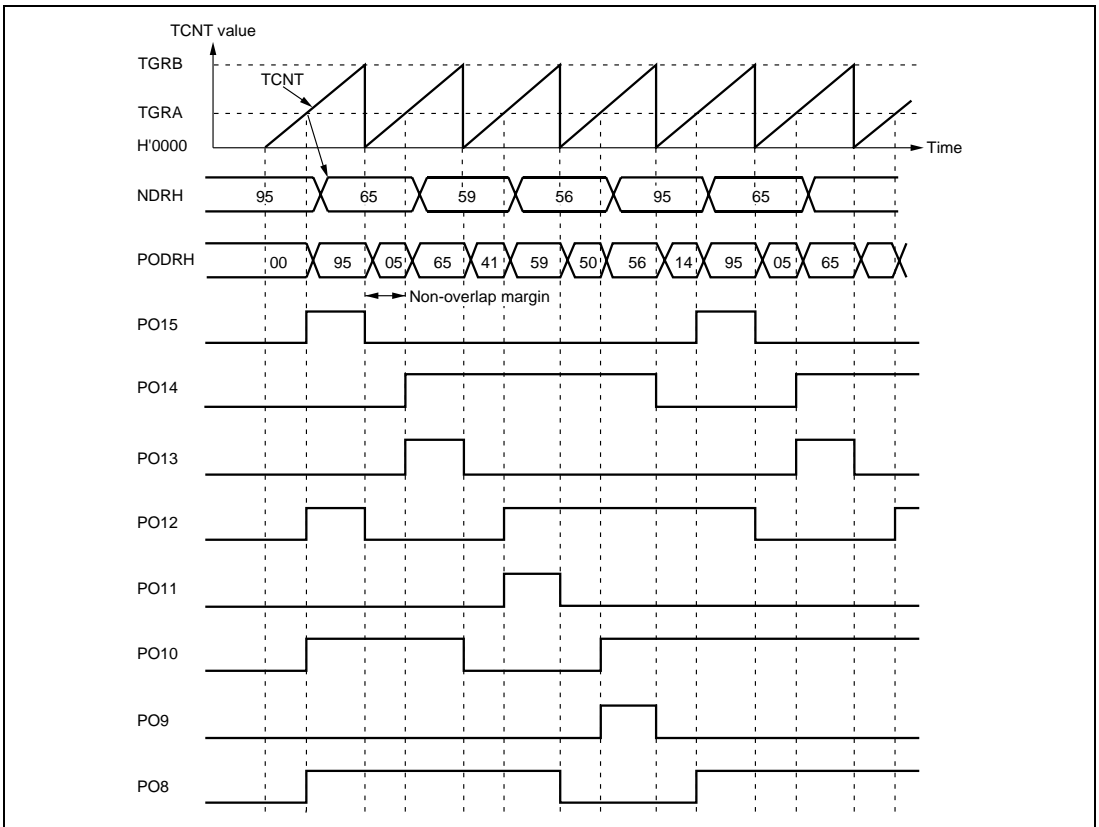 TCNT value
TGRB
TCNT
TGRA
H'0000
Time
NDRH 95 65 59 56 95 65
PODRH 00 95 05 65 41 59 50 56 14 95 05 65
Non-overlap margin
PO15
PO14
PO13
PO12
PO11
PO10
PO9
PO8